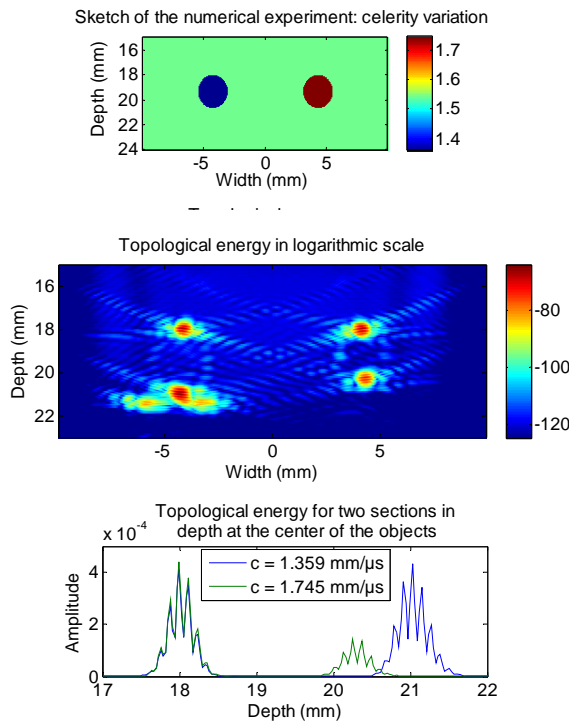 Sketch of the numerical experiment: celerity variation
Depth (mm)
16
18
20
22
24
-5
0
5
Width (mm)
1.7
1.6
1.5
1.4
Topological energy in logarithmic scale
Depth (mm)
16
18
20
22
-5
0
5
Width (mm)
-80
-100
-120
Topological energy for two sections in
depth at the center of the objects
x 10-4
Amplitude
4
2
0
c = 1.359 mm/µs
c = 1.745 mm/µs
17
18
19
20
21
22
Depth (mm)